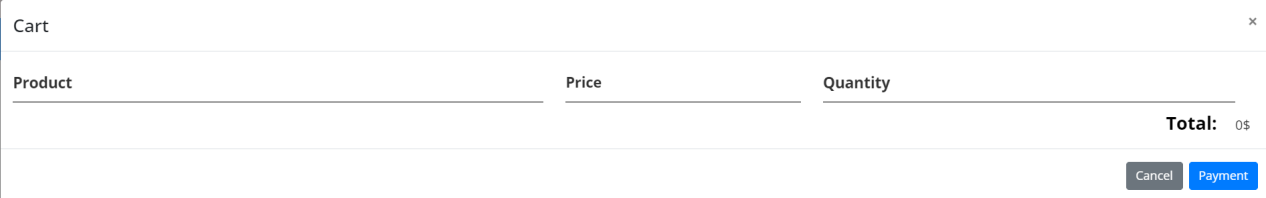 Cart ×
Product Price Quantity
Total: 0$
Cancel Payment